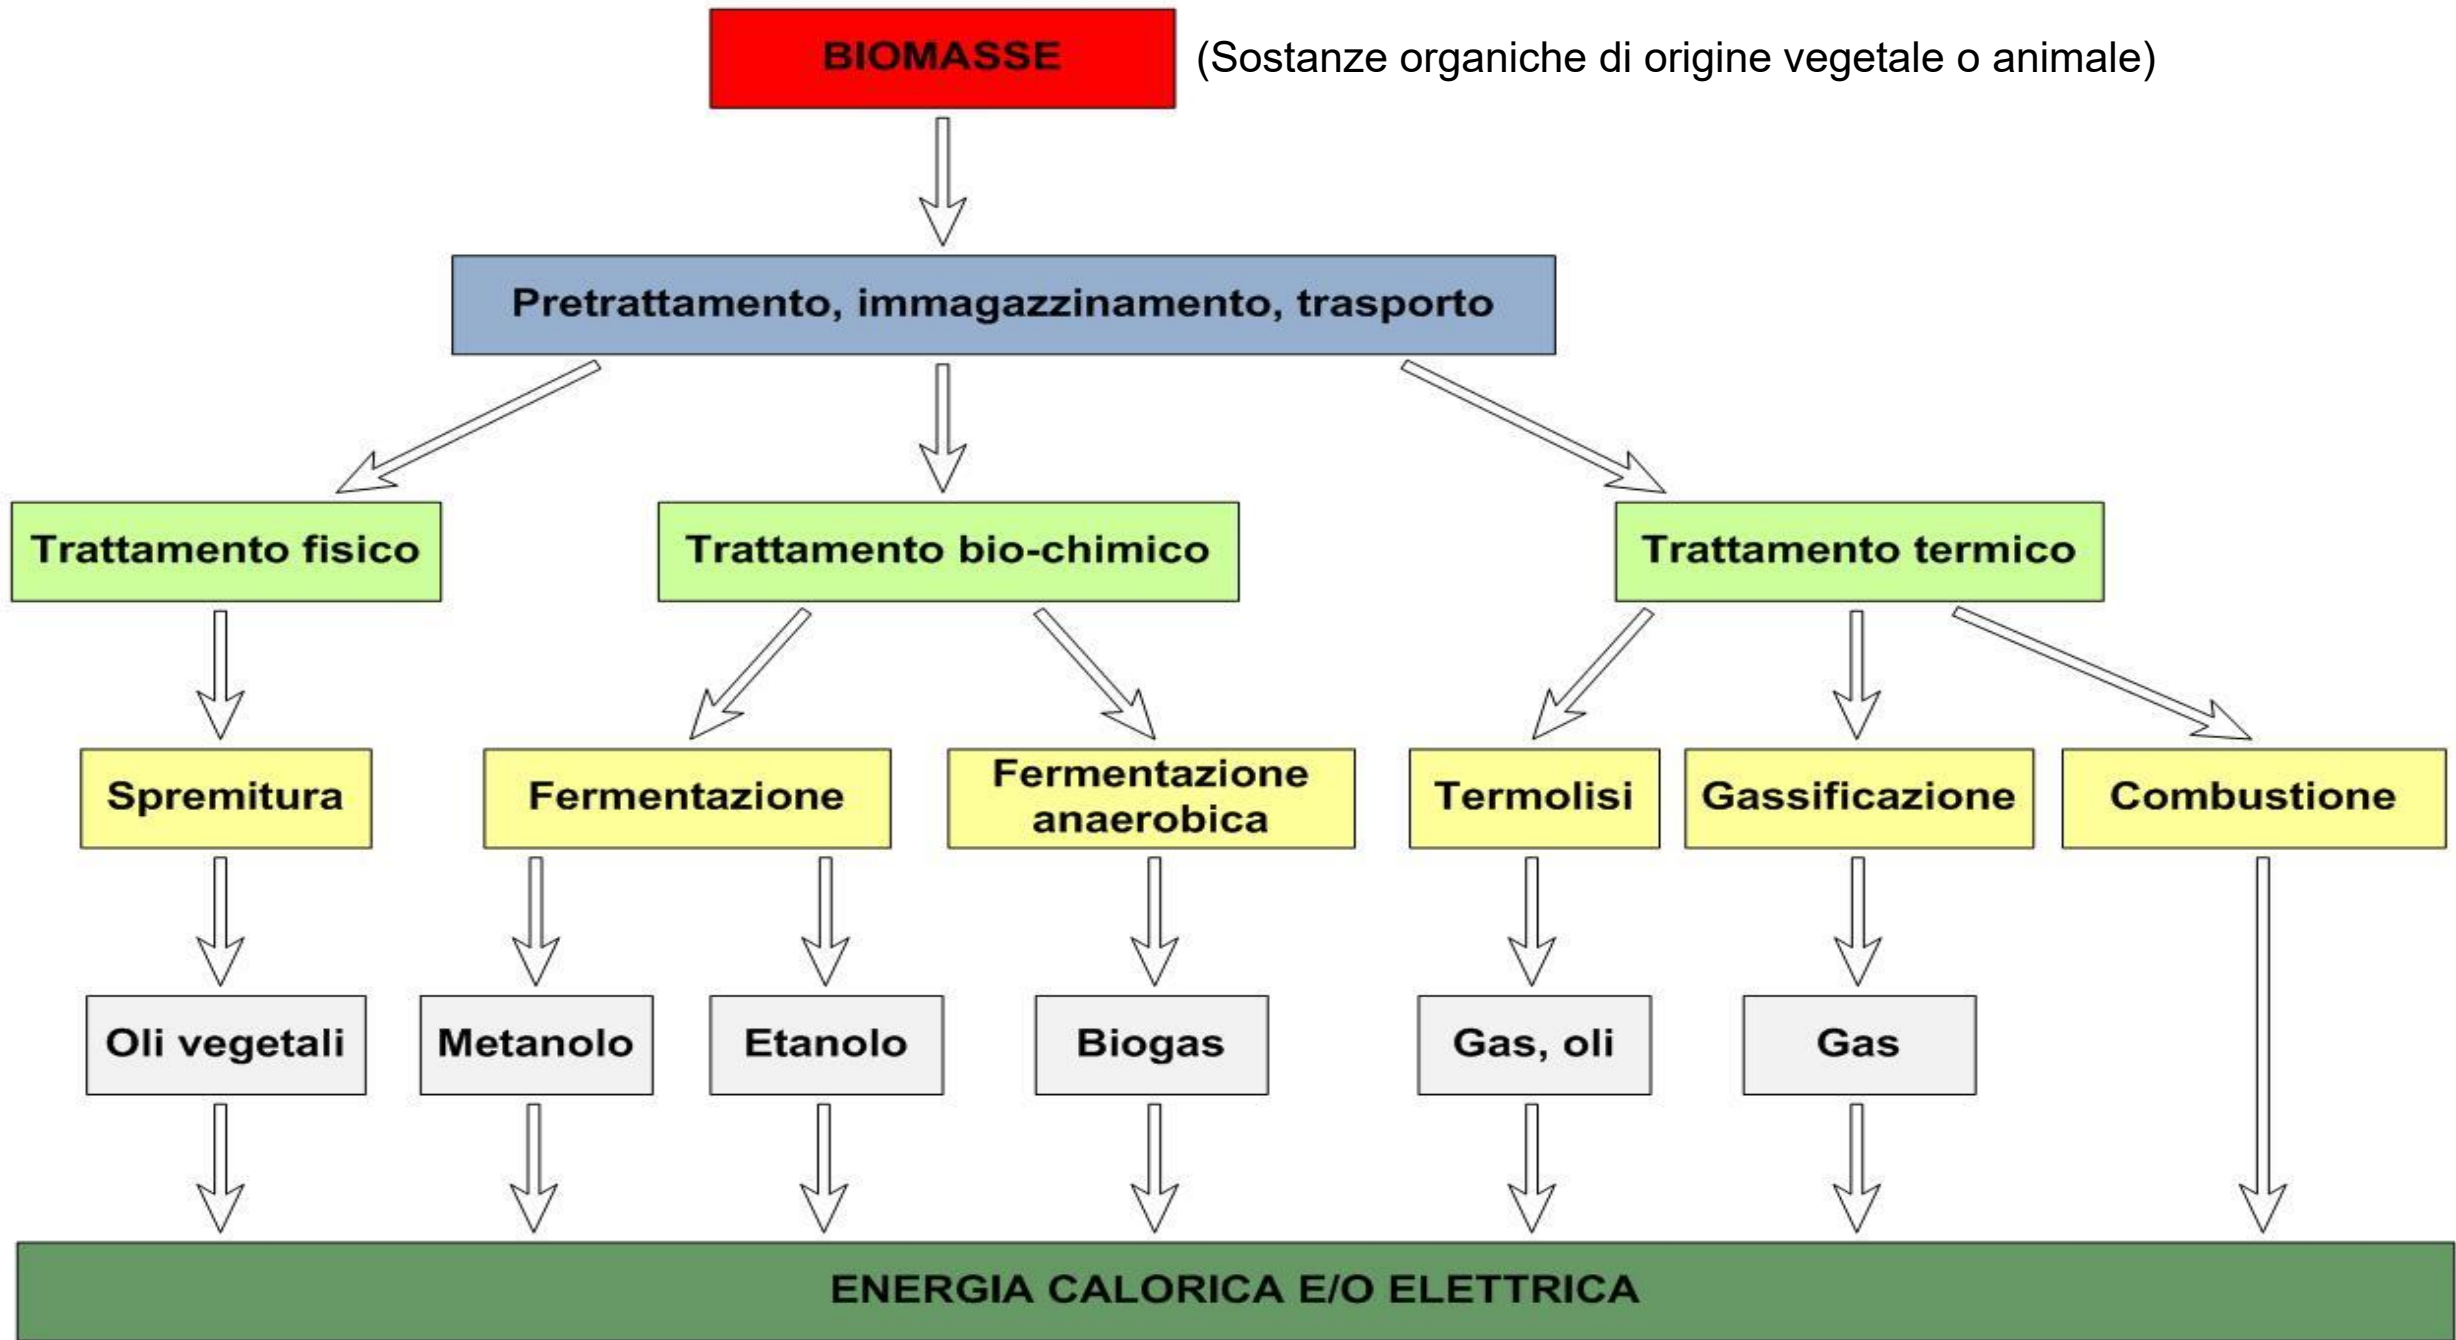 BIOMASSE
(Sostanze organiche di origine vegetale o animale)
Pretrattamento, immagazzinamento, trasporto
Trattamento fisico
Trattamento bio-chimico
Trattamento termico
Spremitura
Fermentazione
Fermentazione
anaerobica
Termolisi
Gassificazione
Combustione
Oli vegetali
Metanolo
Etanolo
Biogas
Gas, oli
Gas
ENERGIA CALORICA E/O ELETTRICA